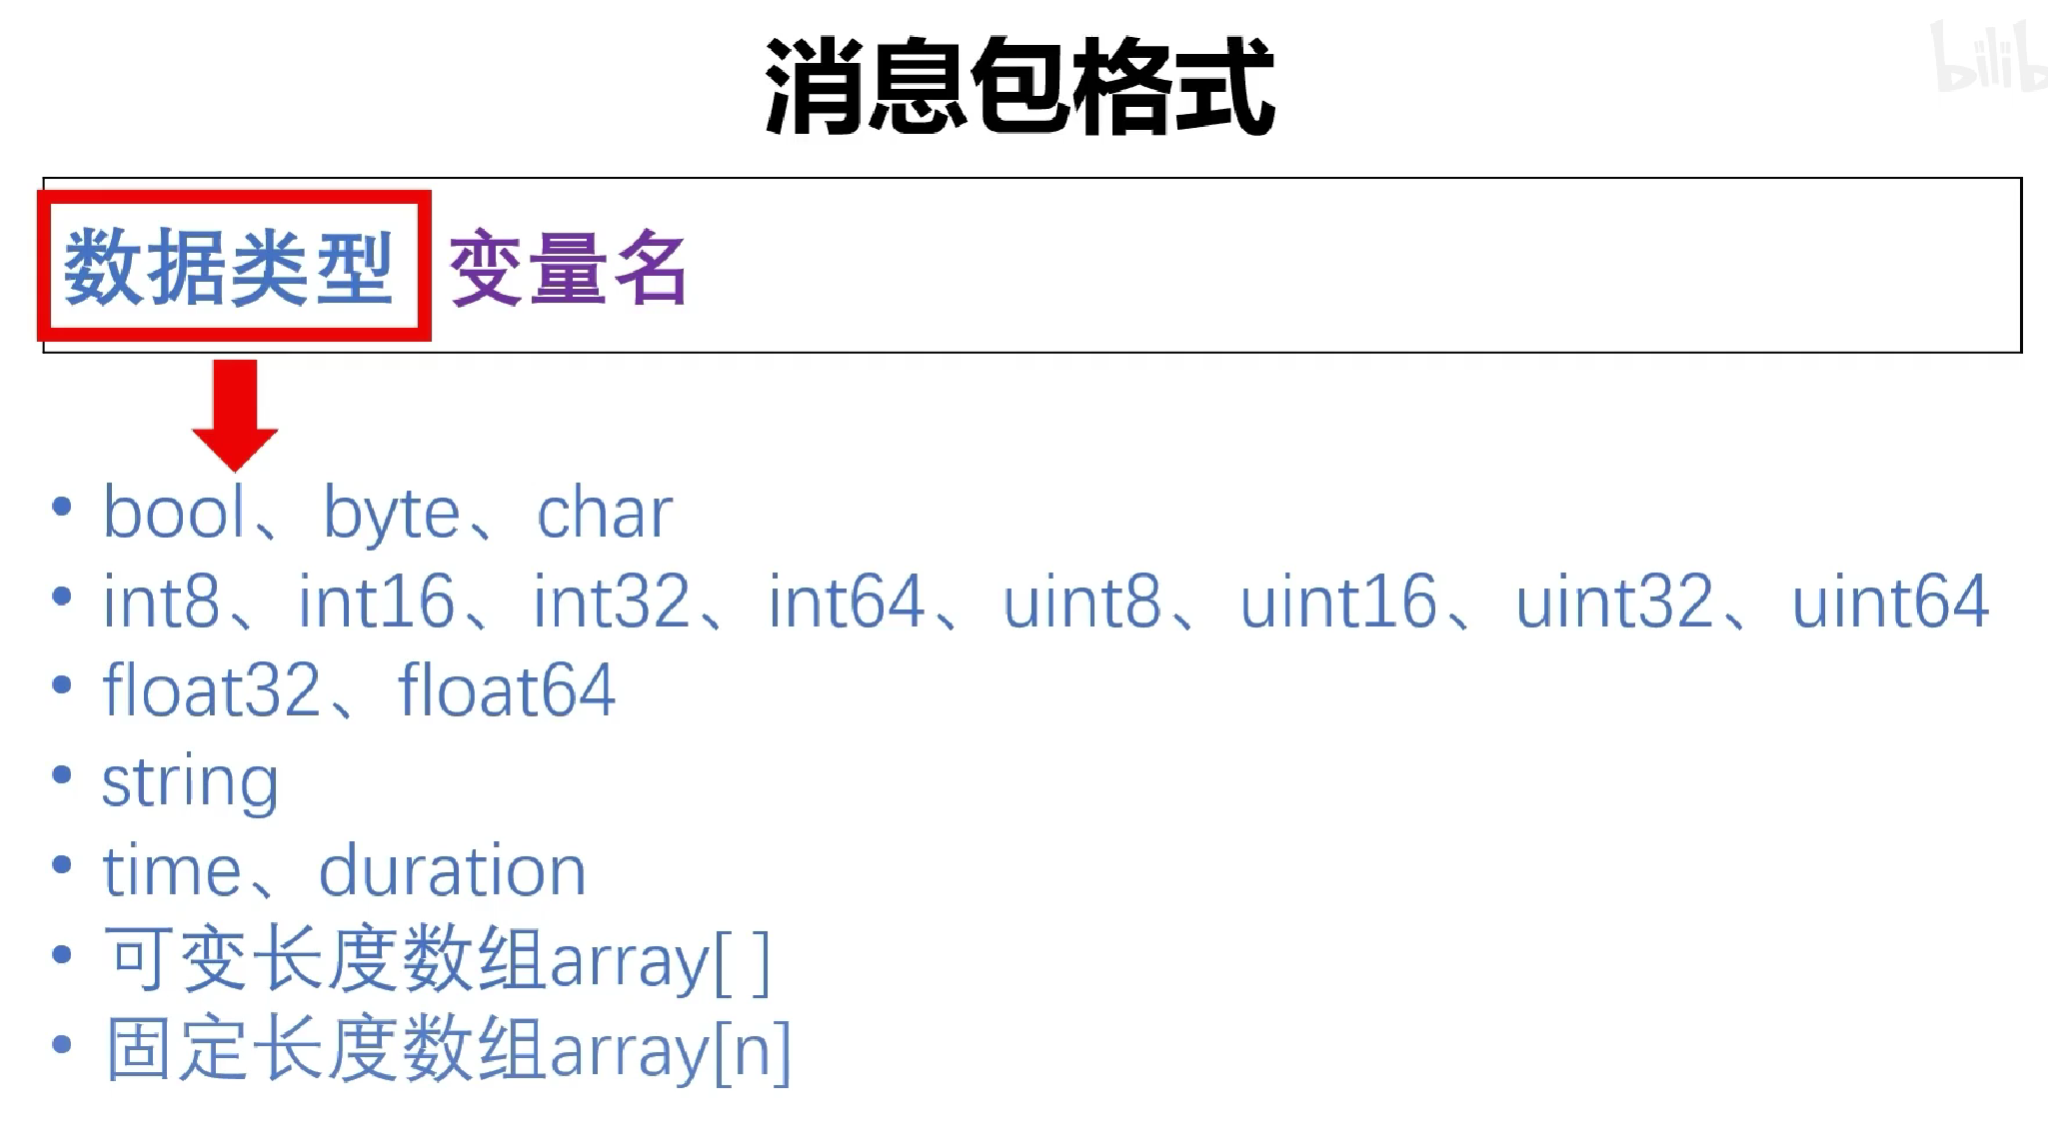 消息包格式
数据类型 变量名
• bool、byte、char
• int8、int16、int32、int64、uint8、uint16、uint32、uint64
• float32、float64
• string
• time、duration
• 可变长度数组array[ ]
• 固定长度数组array[n]